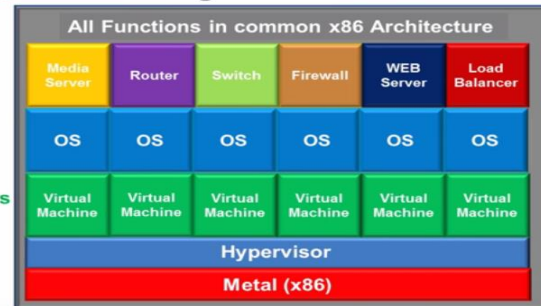 All Functions in common x86 Architecture
Media Server
Router
Switch
Firewall
WEB Server
Load Balancer
OS OS OS OS OS OS
s
Virtual Machine
Virtual Machine
Virtual Machine
Virtual Machine
Virtual Machine
Virtual Machine
Hypervisor
Metal (x86)